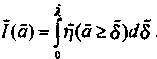 Ĩ(ã) = ∫₀^λ̃ η̃(ã ≥ δ̃)dδ̃.